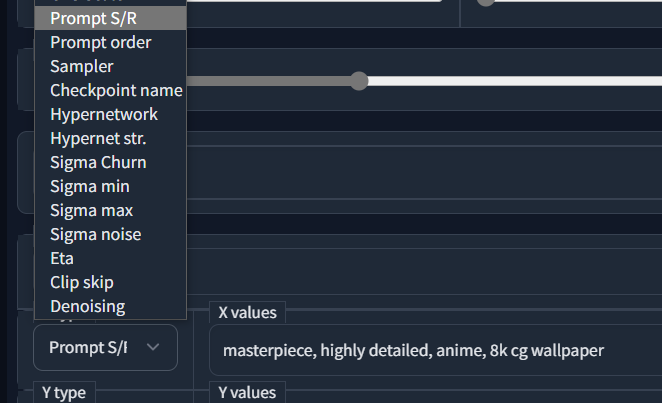 Prompt S/R
Prompt order
Sampler
Checkpoint name
Hypernetwork
Hypernet str.
Sigma Churn
Sigma min
Sigma max
Sigma noise
Eta
Clip skip
Denoising
X values
Prompt S/
masterpiece, highly detailed, anime, 8k cg wallpaper
Y type
Y values